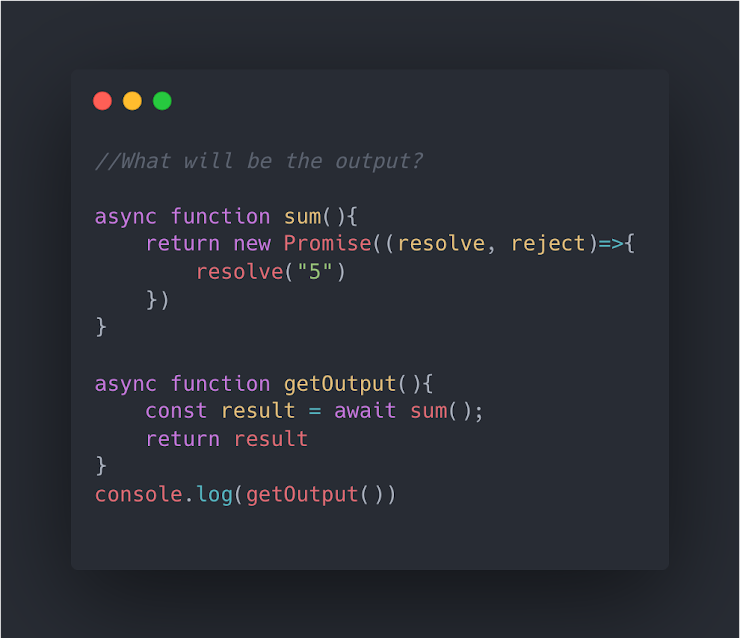 //What will be the output?
async function sum(){
    return new Promise((resolve, reject)=>{
        resolve("5")
    })
}
async function getOutput(){
    const result = await sum();
    return result
}
console.log(getOutput())